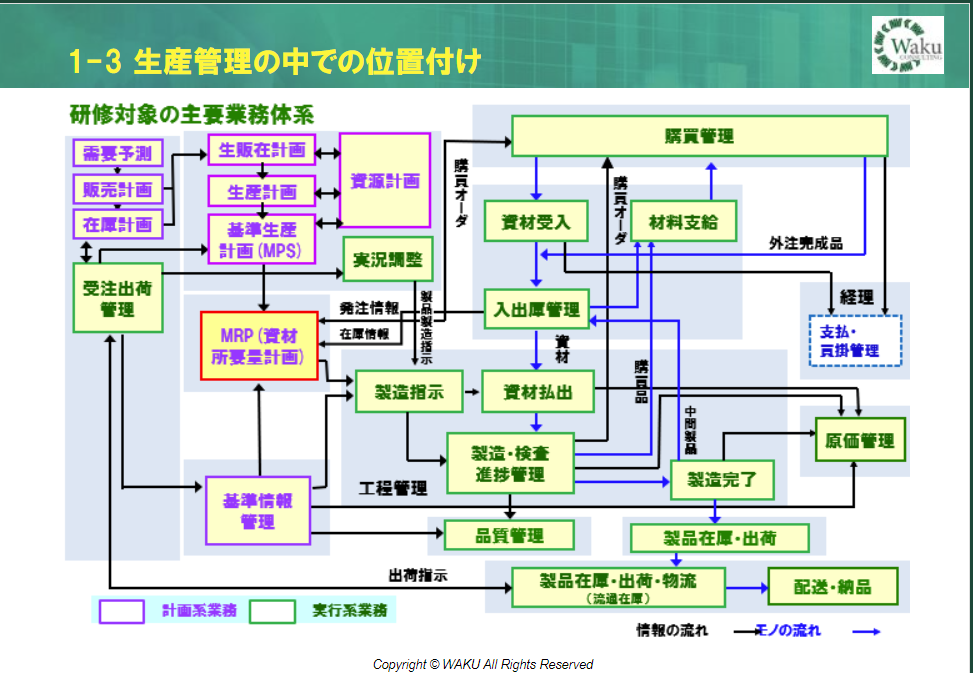 1-3 生産管理の中での位置付け
Waku
CONSULTING
研修対象の主要業務体系
需要予測
販売計画
在庫計画
生販在計画
生産計画
基準生産
計画(MPS)
資源計画
実況調整
受注出荷
管理
MRP(資材
所要量計画)
発注情報
在庫情報
製品製造指示
購買オーダ
購買管理
購買オーダ
資材受入
材料支給
外注完成品
入出庫管理
経理
支払・
買掛管理
資材
購買品
製造指示
資材払出
中間製品
原価管理
製造・検査
進捗管理
製造完了
工程管理
基準情報
管理
品質管理
製品在庫・出荷
出荷指示
製品在庫・出荷・物流
(流通在庫)
配送・納品
計画系業務
実行系業務
情報の流れ
モノの流れ
Copyright © WAKU All Rights Reserved